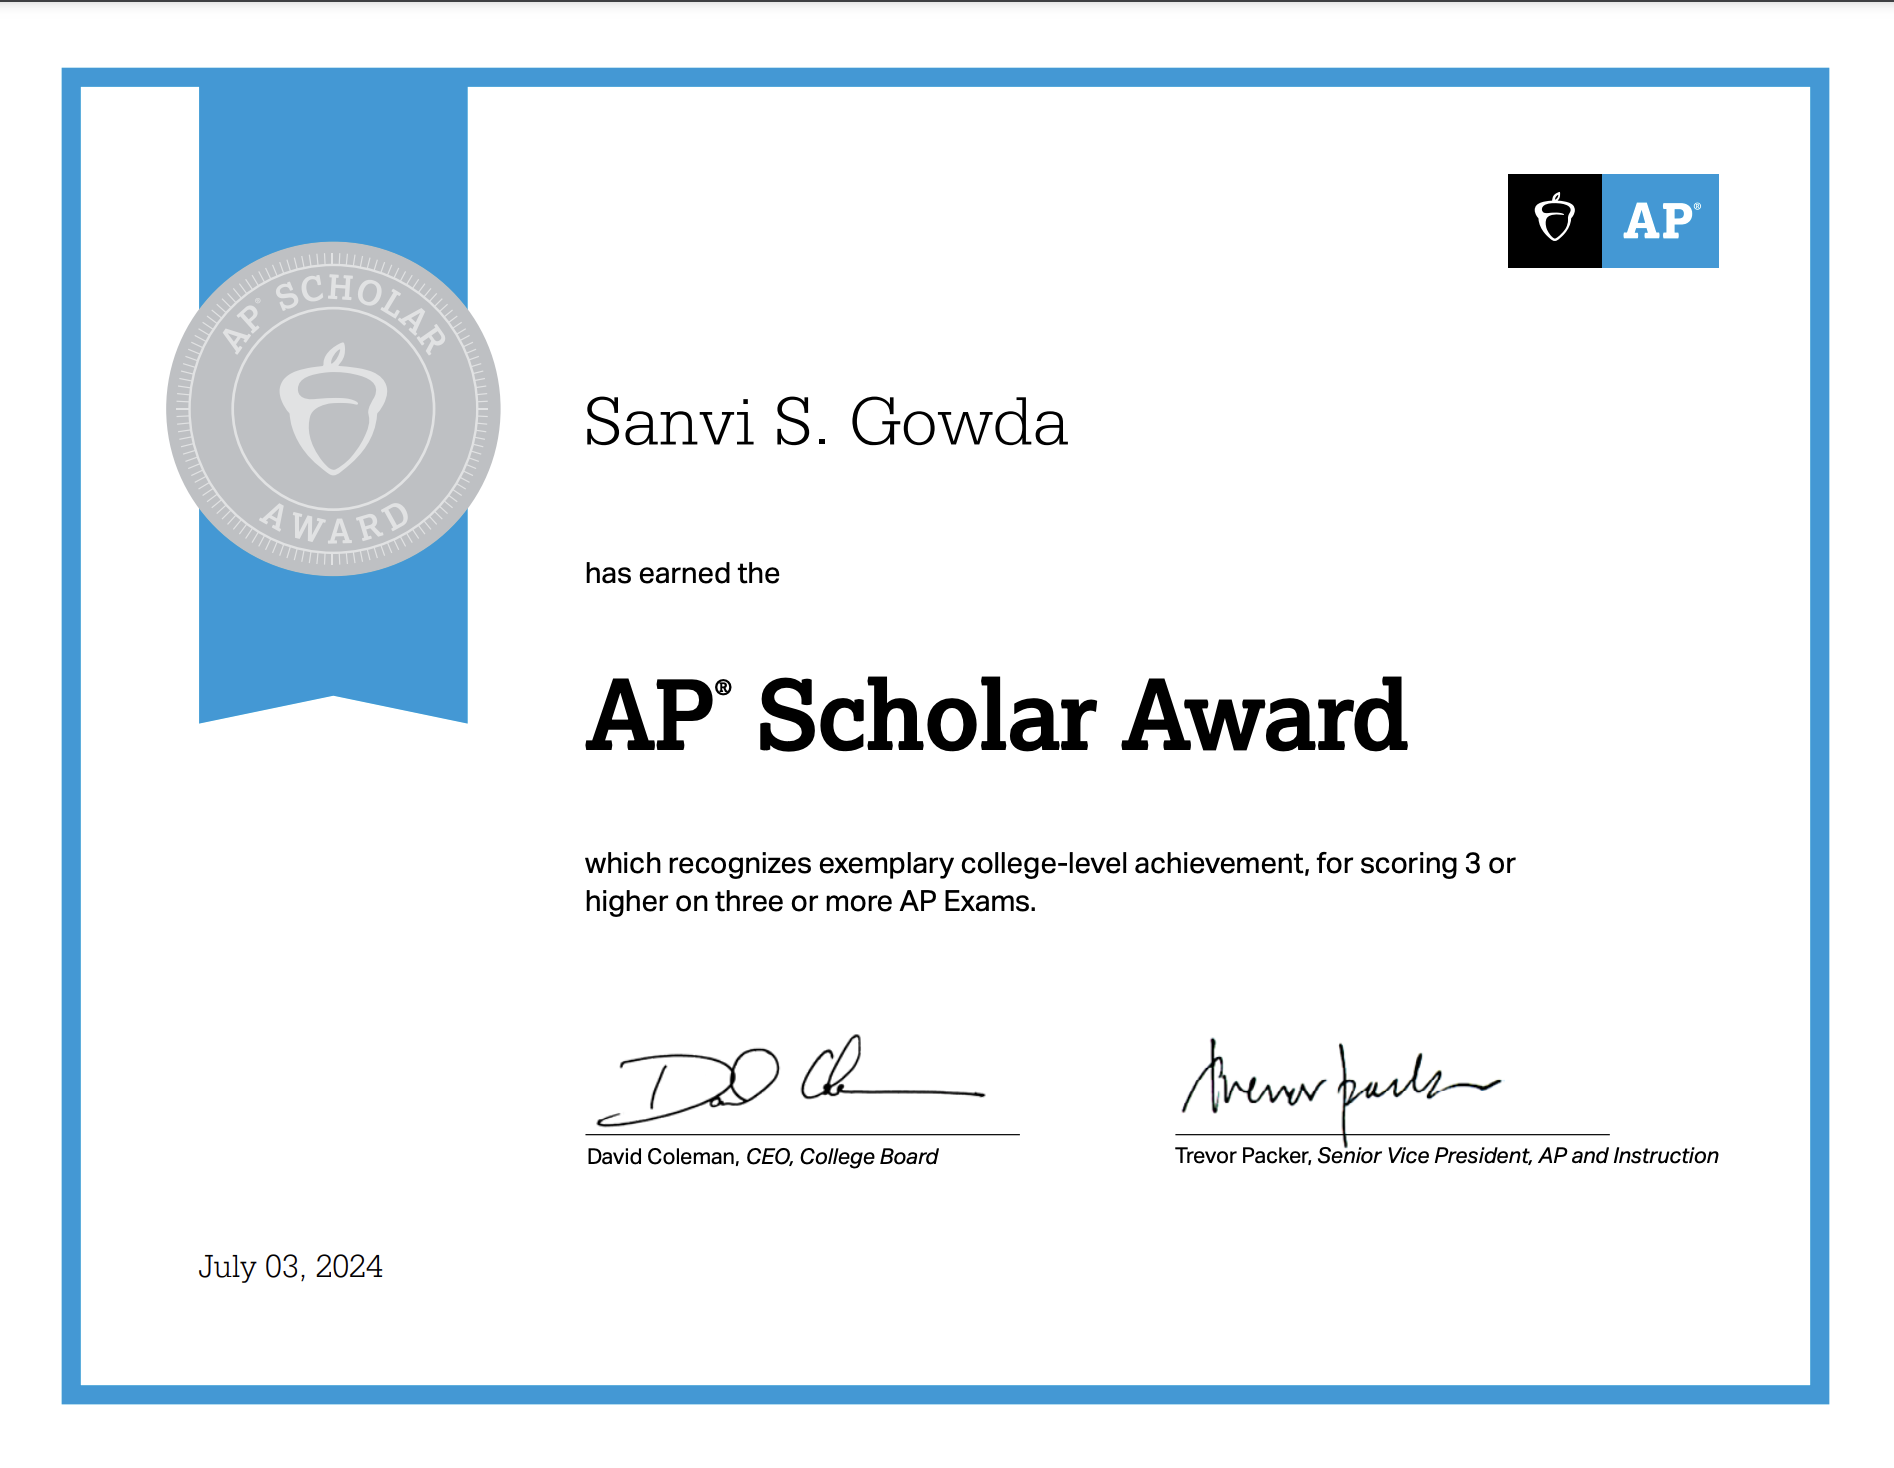 AP® SCHOLAR
AWARD
AP®
Sanvi S. Gowda
has earned the
AP® Scholar Award
which recognizes exemplary college-level achievement, for scoring 3 or
higher on three or more AP Exams.
David Coleman, CEO, College Board
Trevor Packer, Senior Vice President, AP and Instruction
July 03, 2024